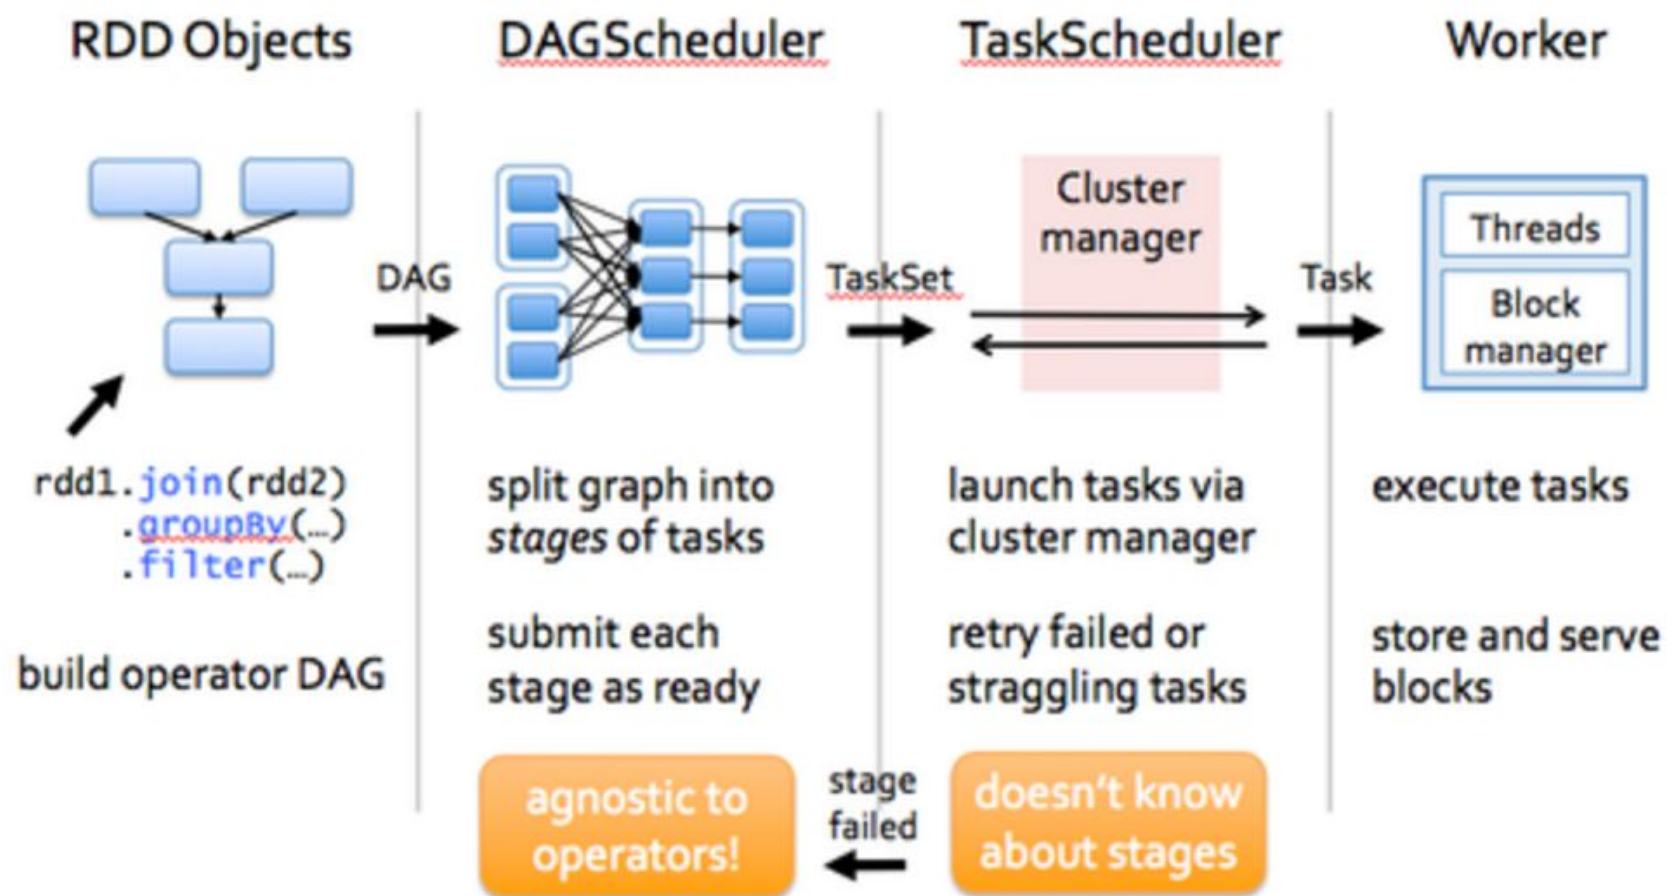 RDD Objects
DAGScheduler
TaskScheduler
Worker
DAG
TaskSet
Cluster
manager
Task
Threads
Block
manager
rdd1.join(rdd2)
.groupBy(…)
.filter(…)
build operator DAG
split graph into
stages of tasks
submit each
stage as ready
agnostic to
operators!
launch tasks via
cluster manager
retry failed or
straggling tasks
stage
failed
doesn't know
about stages
execute tasks
store and serve
blocks